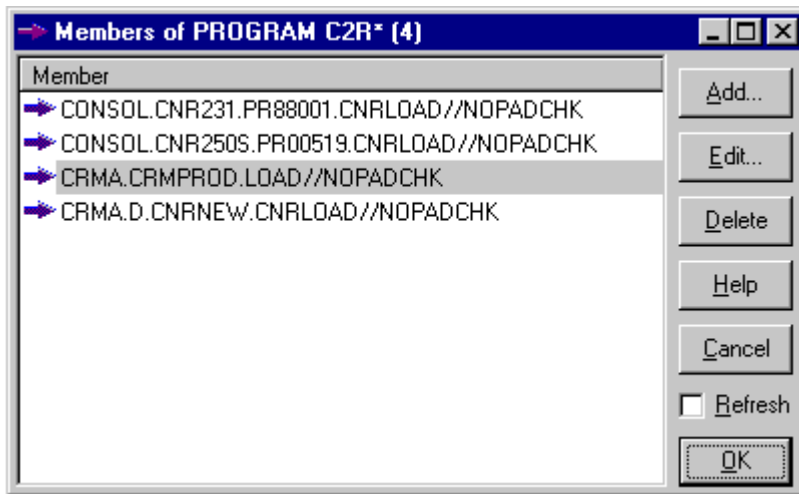 Members of PROGRAM C2R* (4)
Member
CONSOL.CNR231.PR88001.CNRLOAD//NOPADCHK
CONSOL.CNR250S.PR00519.CNRLOAD//NOPADCHK
CRMA.CRMPROD.LOAD//NOPADCHK
CRMA.D.CNRNEW.CNRLOAD//NOPADCHK
Add...
Edit...
Delete
Help
Cancel
Refresh
OK